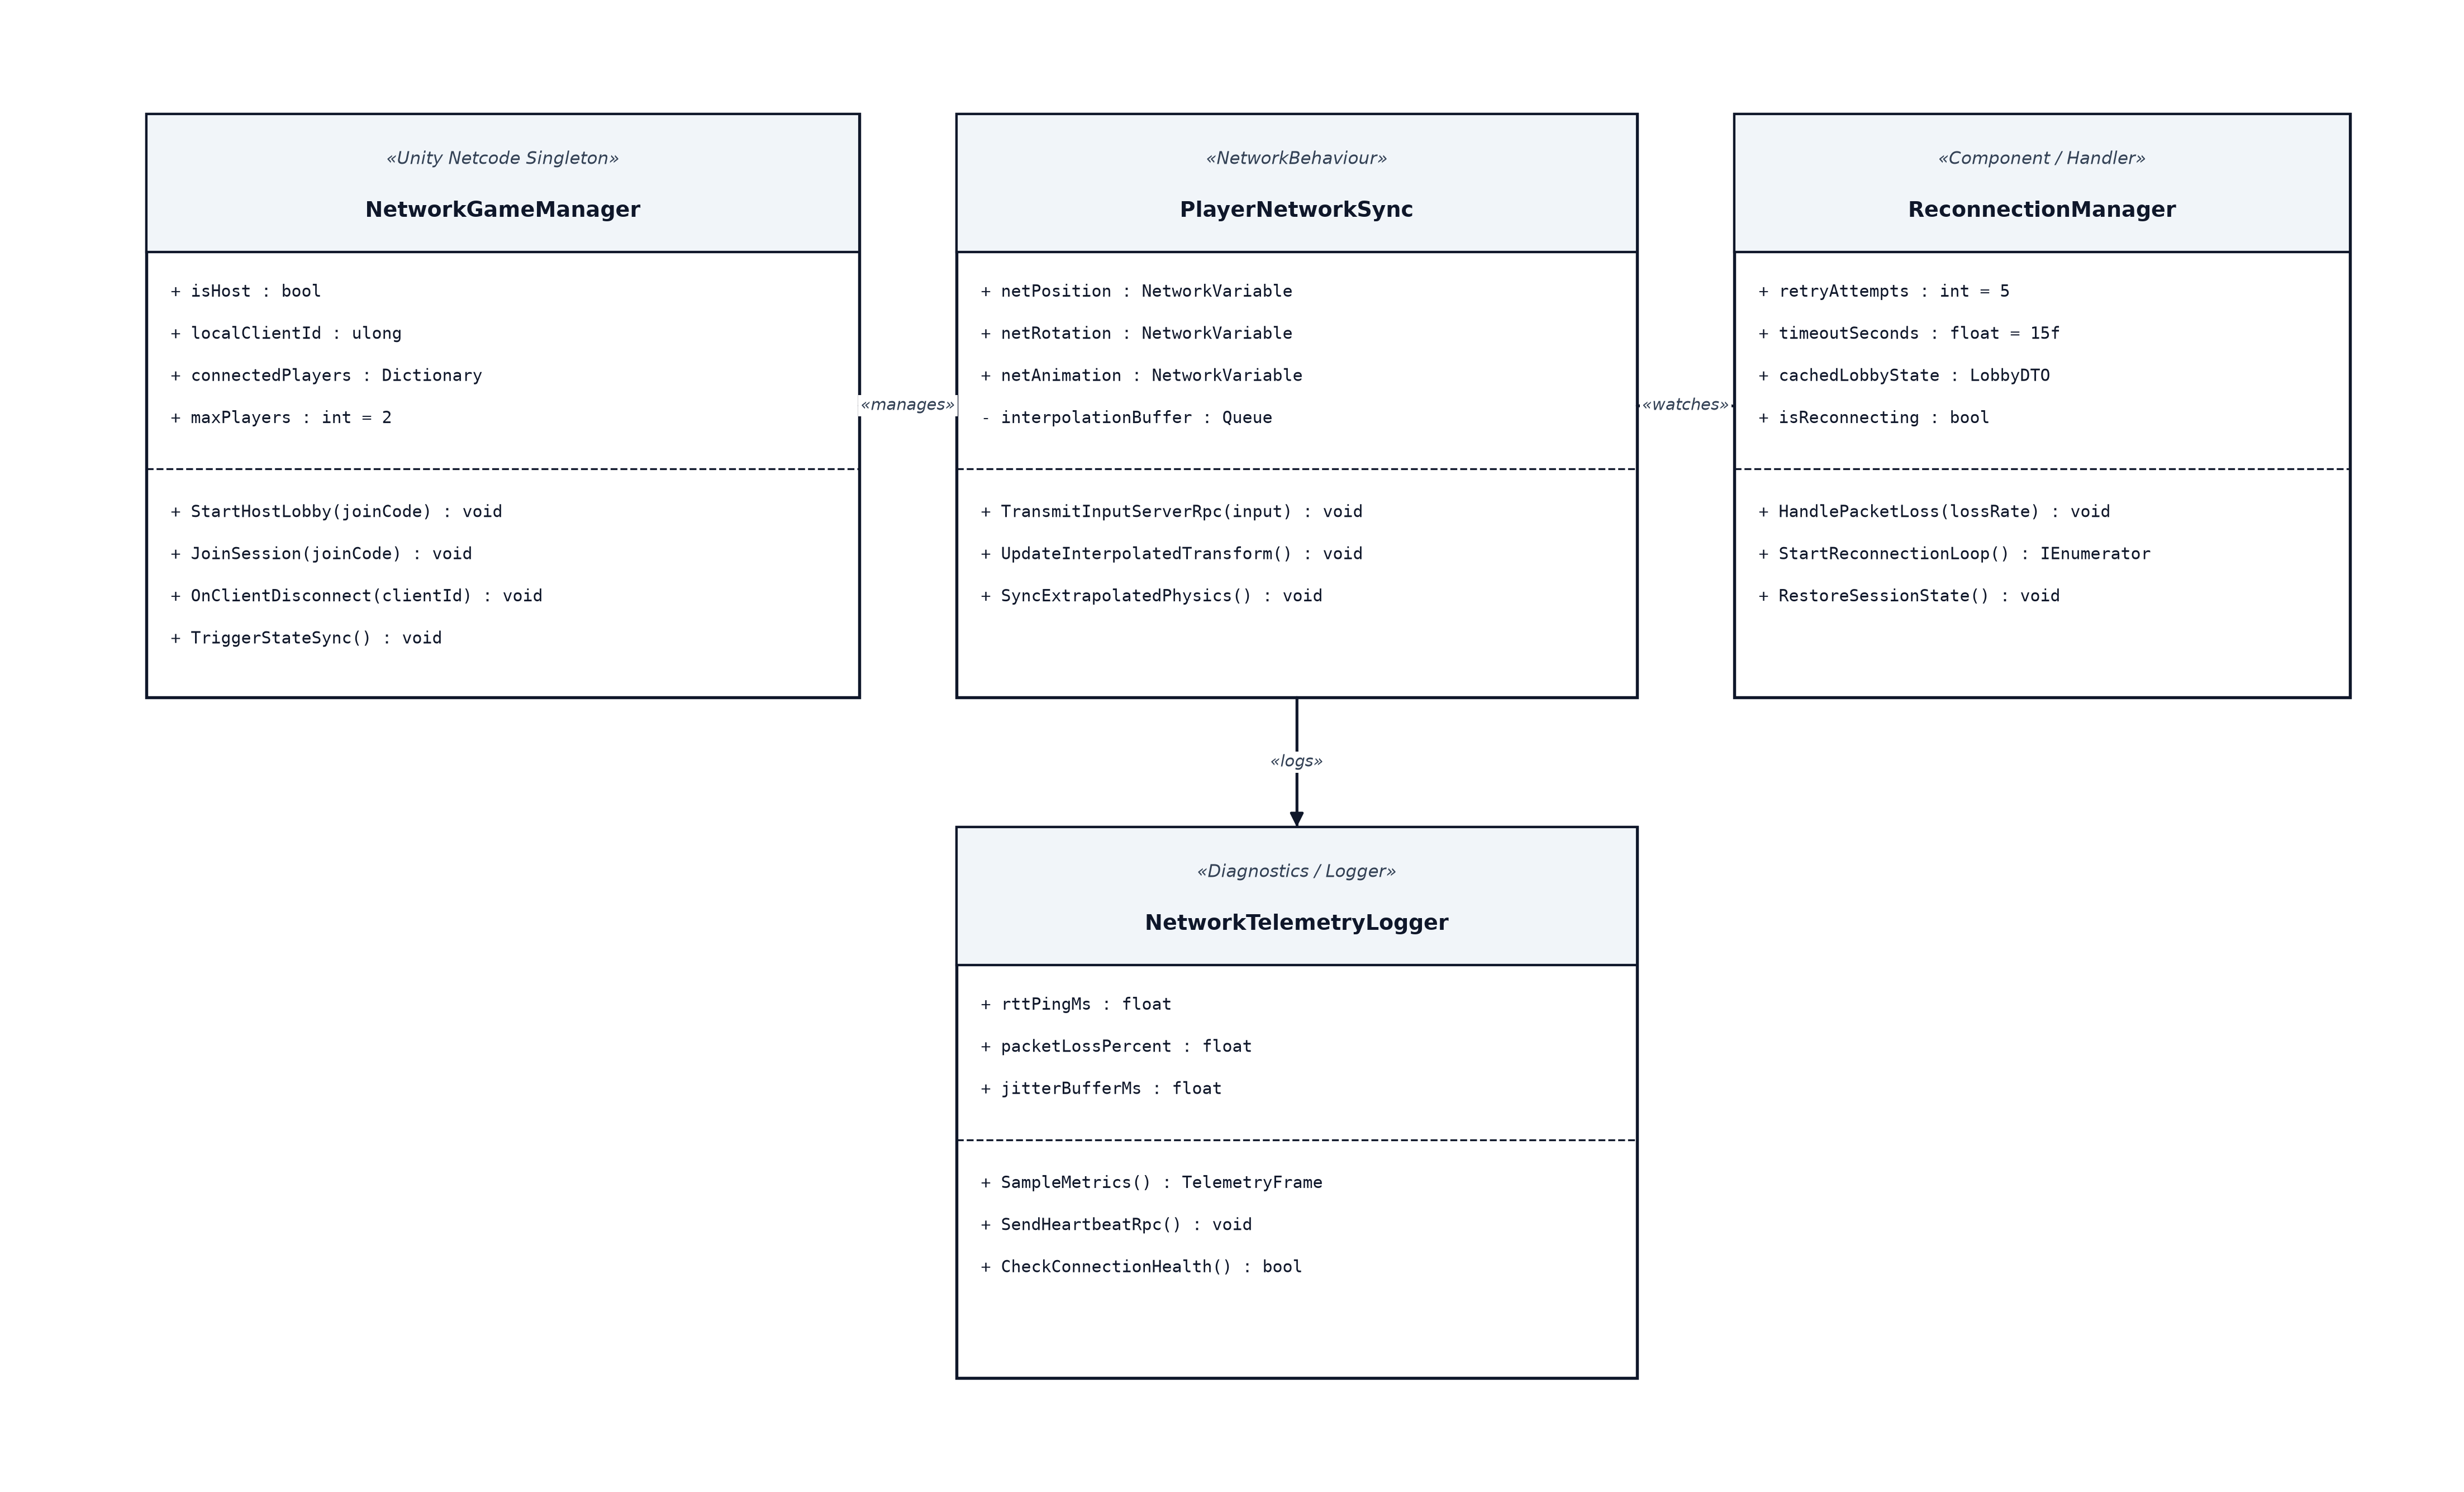 «Unity Netcode Singleton»
NetworkGameManager
+ isHost : bool
+ localClientId : ulong
+ connectedPlayers : Dictionary
+ maxPlayers : int = 2
+ StartHostLobby(joinCode) : void
+ JoinSession(joinCode) : void
+ OnClientDisconnect(clientId) : void
+ TriggerStateSync() : void
«manages»
«NetworkBehaviour»
PlayerNetworkSync
+ netPosition : NetworkVariable
+ netRotation : NetworkVariable
+ netAnimation : NetworkVariable
- interpolationBuffer : Queue
+ TransmitInputServerRpc(input) : void
+ UpdateInterpolatedTransform() : void
+ SyncExtrapolatedPhysics() : void
«watches»
«Component / Handler»
ReconnectionManager
+ retryAttempts : int = 5
+ timeoutSeconds : float = 15f
+ cachedLobbyState : LobbyDTO
+ isReconnecting : bool
+ HandlePacketLoss(lossRate) : void
+ StartReconnectionLoop() : IEnumerator
+ RestoreSessionState() : void
«logs»
«Diagnostics / Logger»
NetworkTelemetryLogger
+ rttPingMs : float
+ packetLossPercent : float
+ jitterBufferMs : float
+ SampleMetrics() : TelemetryFrame
+ SendHeartbeatRpc() : void
+ CheckConnectionHealth() : bool